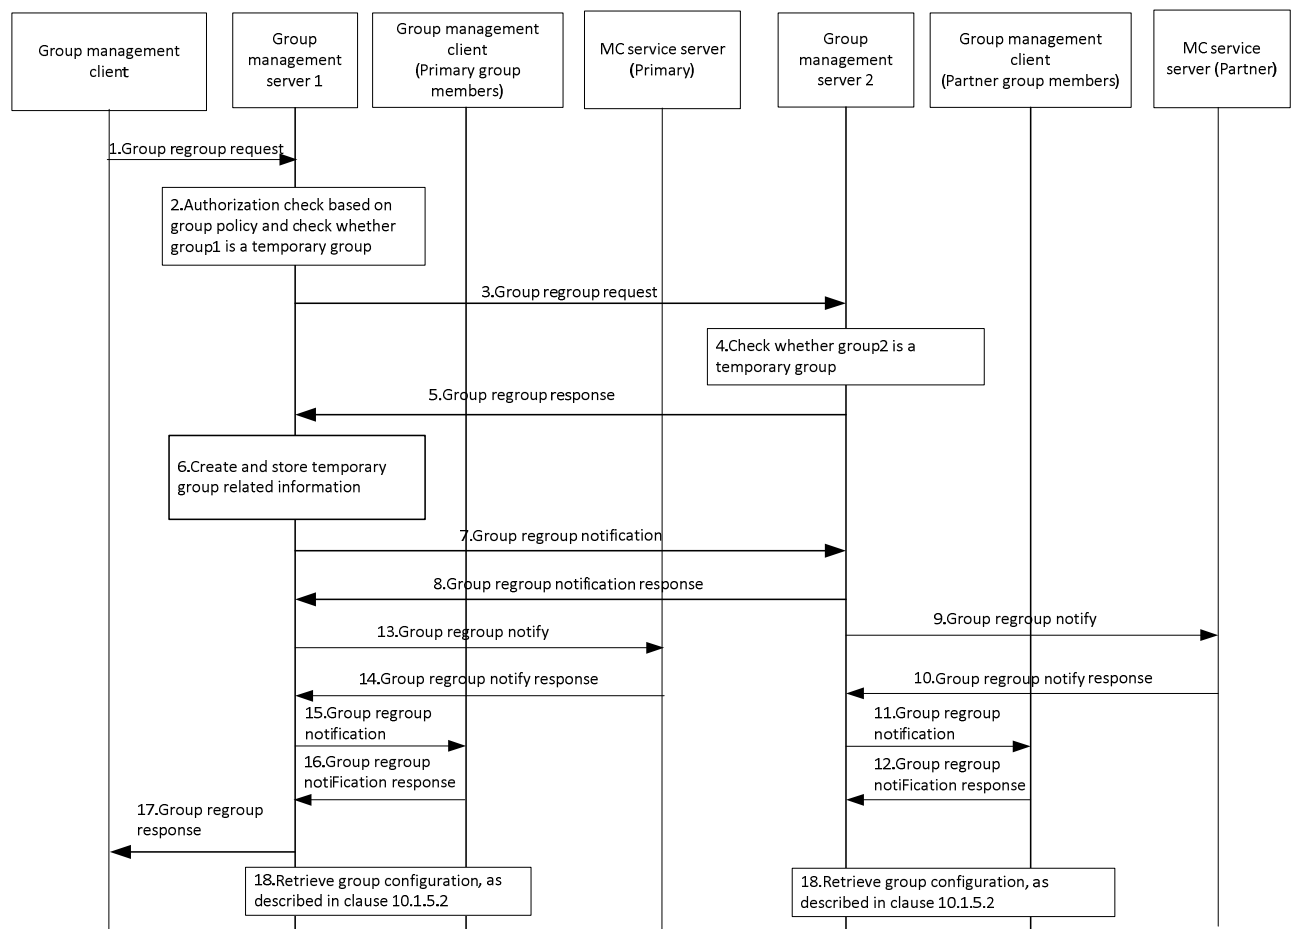 Group management
client
Group
management
server 1
Group management
client
(Primary group
members)
MC service server
(Primary)
Group
management
server 2
Group management
client
(Partner group members)
MC service
server (Partner)
1.Group regroup request
2.Authorization check based on
group policy and check whether
group1 is a temporary group
3.Group regroup request
4.Check whether group2 is a
temporary group
5.Group regroup response
6.Create and store temporary
group related information
7.Group regroup notification
8.Group regroup notification response
13.Group regroup notify
9.Group regroup notify
14.Group regroup notify response
10.Group regroup notify response
15.Group regroup
notification
11.Group regroup
notification
16.Group regroup
notiFication response
12.Group regroup
notiFication response
17.Group regroup
response
18.Retrieve group configuration, as
described in clause 10.1.5.2
18.Retrieve group configuration, as
described in clause 10.1.5.2